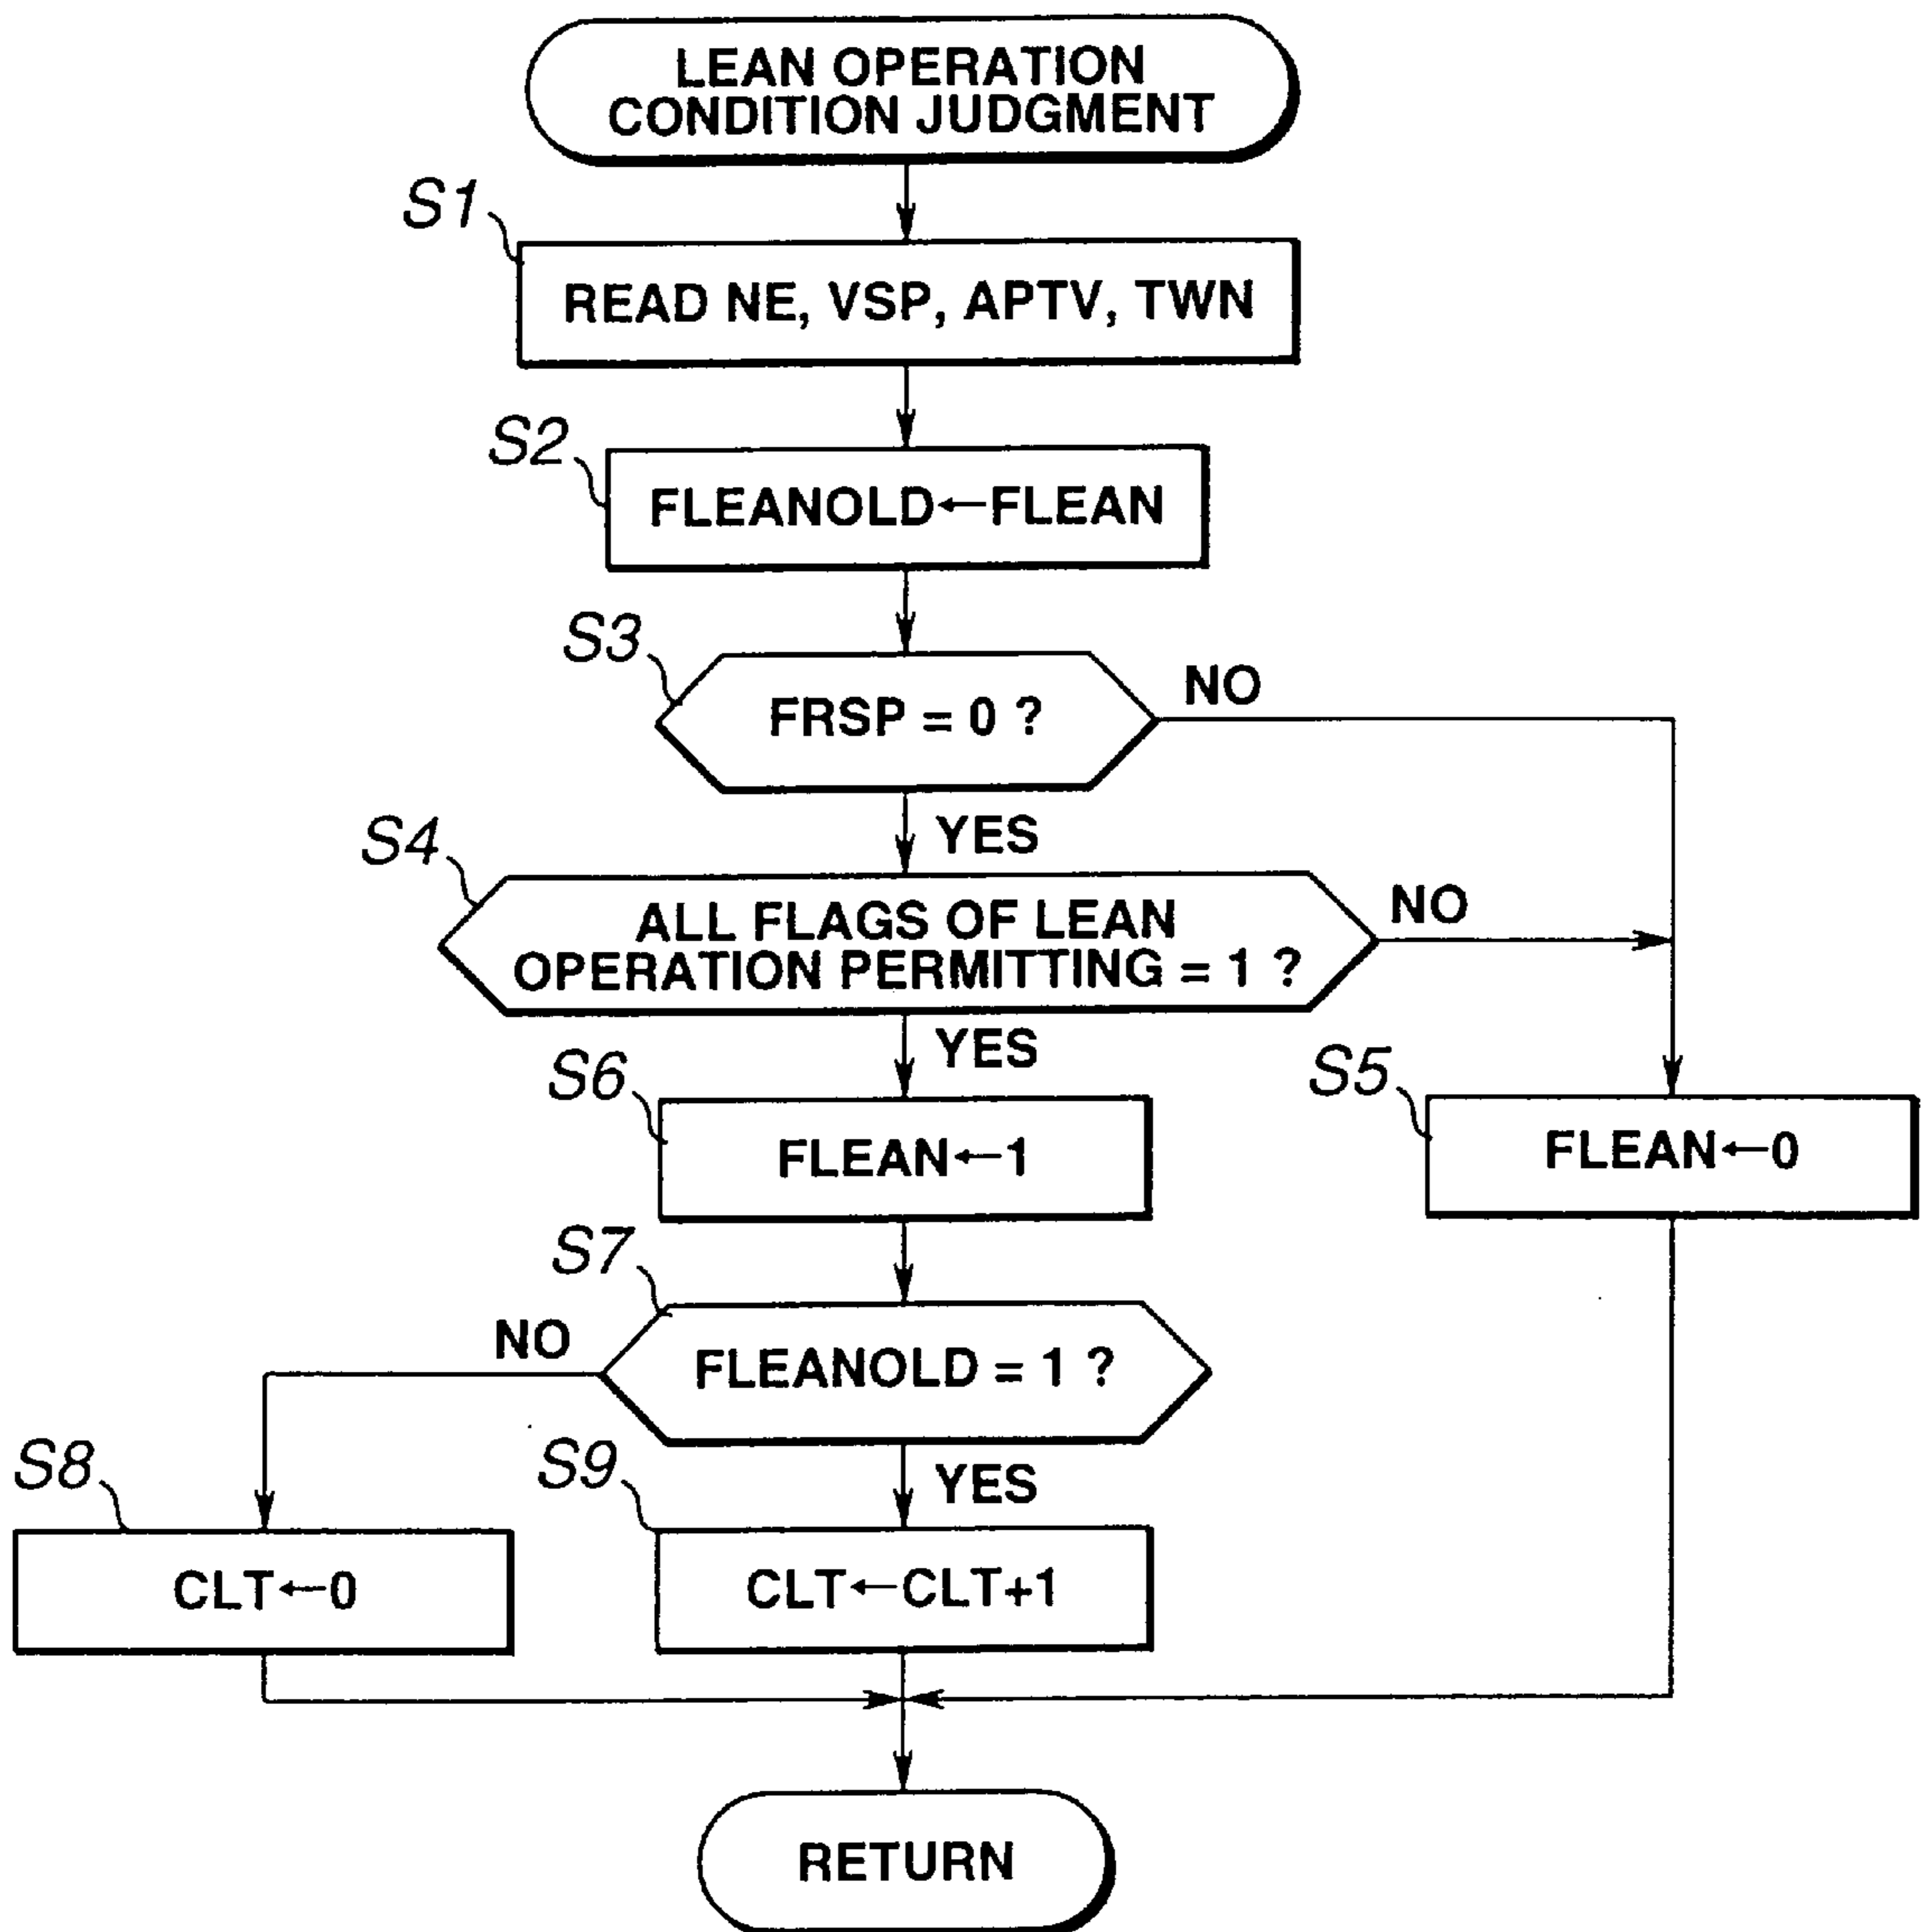 LEAN OPERATION
CONDITION JUDGMENT
S1
READ NE, VSP, APTV, TWN
S2
FLEANOLD←FLEAN
S3
FRSP = 0 ?
NO
YES
S4
ALL FLAGS OF LEAN
OPERATION PERMITTING = 1 ?
NO
YES
S6
FLEAN←1
S5
FLEAN←0
S7
FLEANOLD = 1 ?
NO
YES
S8
CLT←0
S9
CLT←CLT+1
RETURN